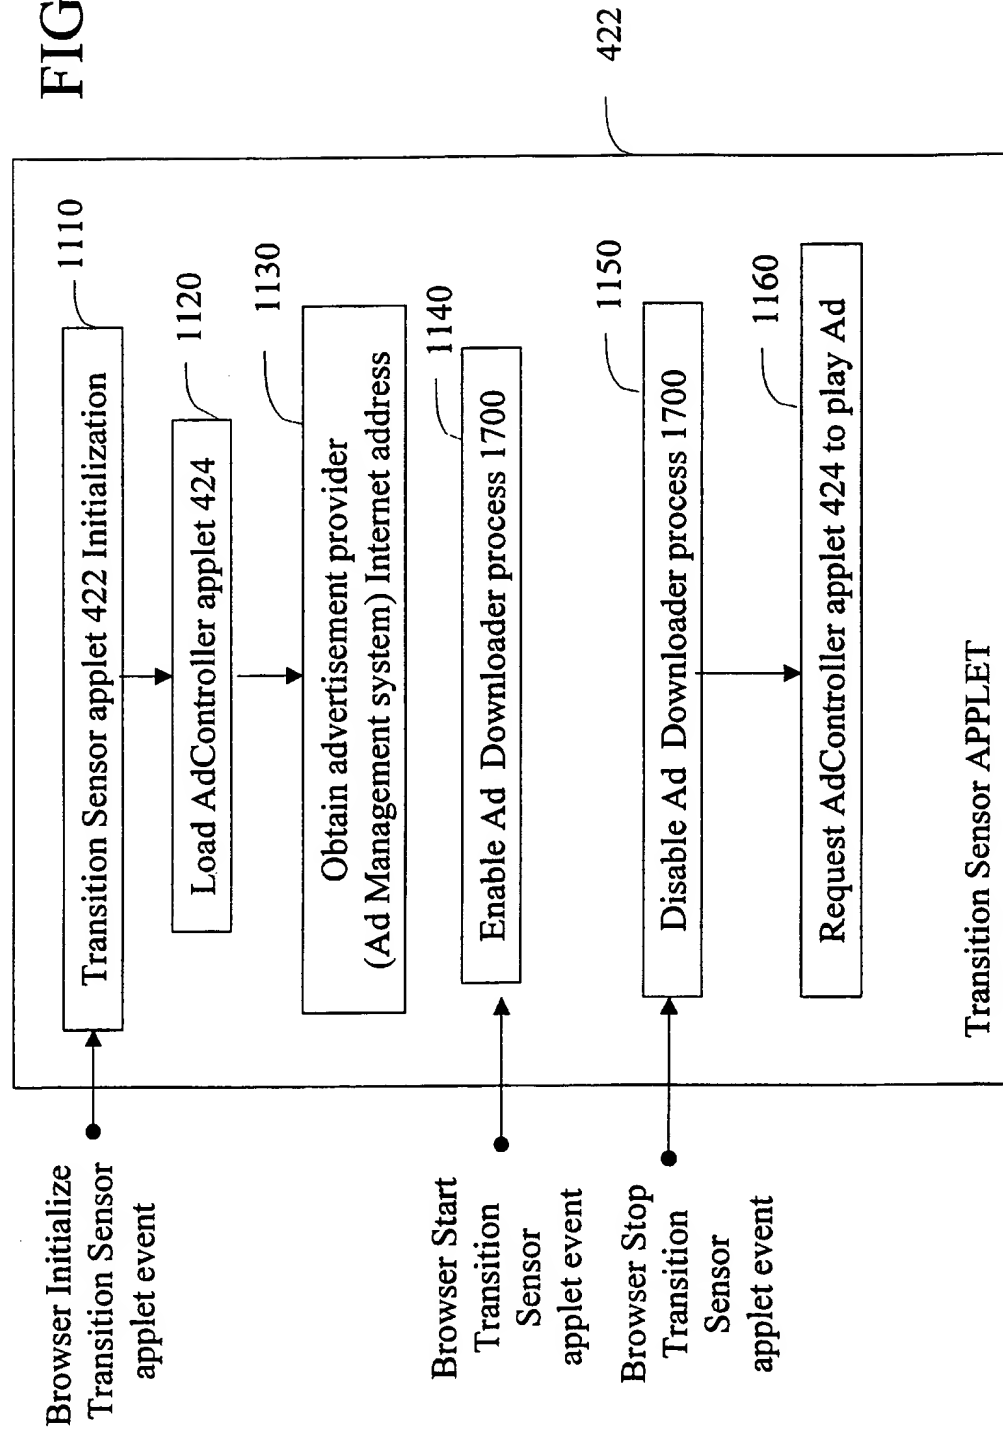 FIG
Browser Initialize
Transition Sensor
applet event
Transition Sensor applet 422 Initialization
1110
Load AdController applet 424
1120
Obtain advertisement provider
(Ad Management system) Internet address
1130
Browser Start
Transition
Sensor
applet event
Enable Ad Downloader process 1700
1140
Browser Stop
Transition
Sensor
applet event
Disable Ad Downloader process 1700
1150
Request AdController applet 424 to play Ad
1160
422
Transition Sensor APPLET